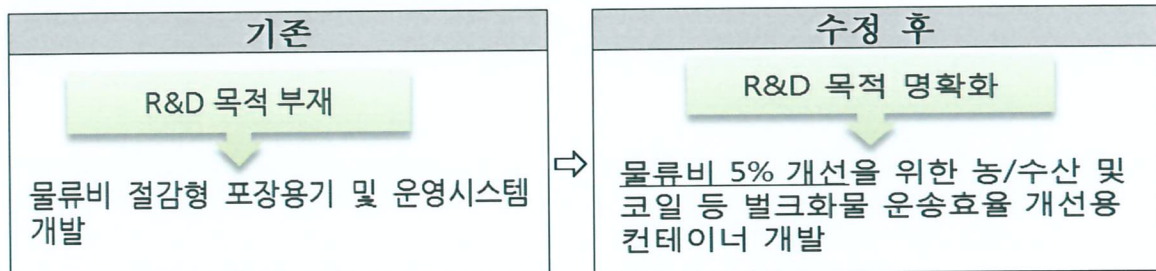 기존
R&D 목적 부재
물류비 절감형 포장용기 및 운영시스템
개발
수정 후
R&D 목적 명확화
물류비 5% 개선을 위한 농/수산 및
코일 등 벌크화물 운송효율 개선용
컨테이너 개발